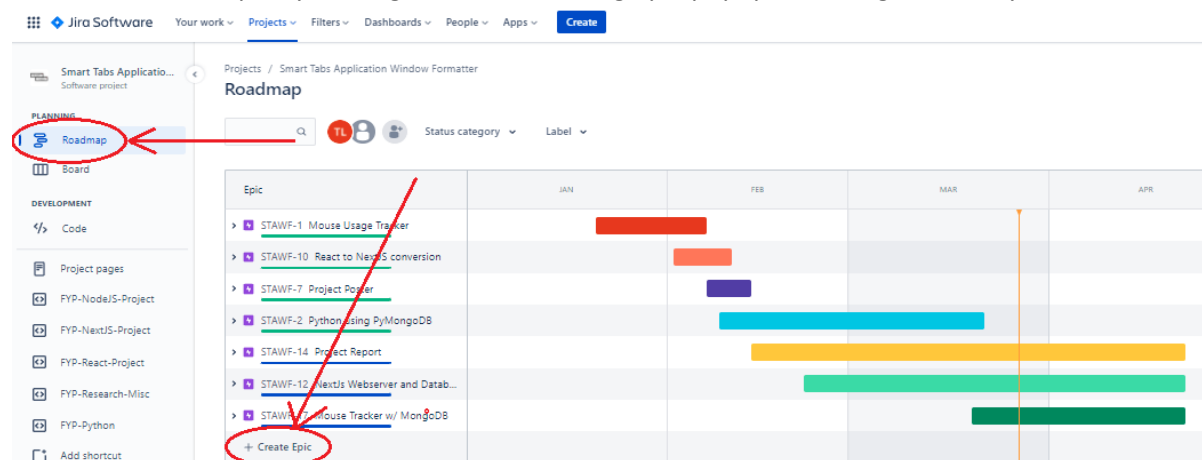 Jira Software Your work Projects Filters Dashboards People Apps Create
Smart Tabs Applicatio...
Software project
Projects / Smart Tabs Application Window Formatter
Roadmap
PLANNING
Roadmap
TL
Status category
Label
Board
DEVELOPMENT
Code
Project pages
FYP-NodeJS-Project
FYP-NextJS-Project
FYP-React-Project
FYP-Research-Misc
FYP-Python
Add shortcut
Epic JAN FEB MAR APR
STAWF-1 Mouse Usage Tracker
STAWF-10 React to NextJS conversion
STAWF-7 Project Poster
STAWF-2 Python using PyMongoDB
STAWF-14 Project Report
STAWF-12 NextJs Webserver and Datab...
Mouse Tracker w/ MongoDB
+ Create Epic